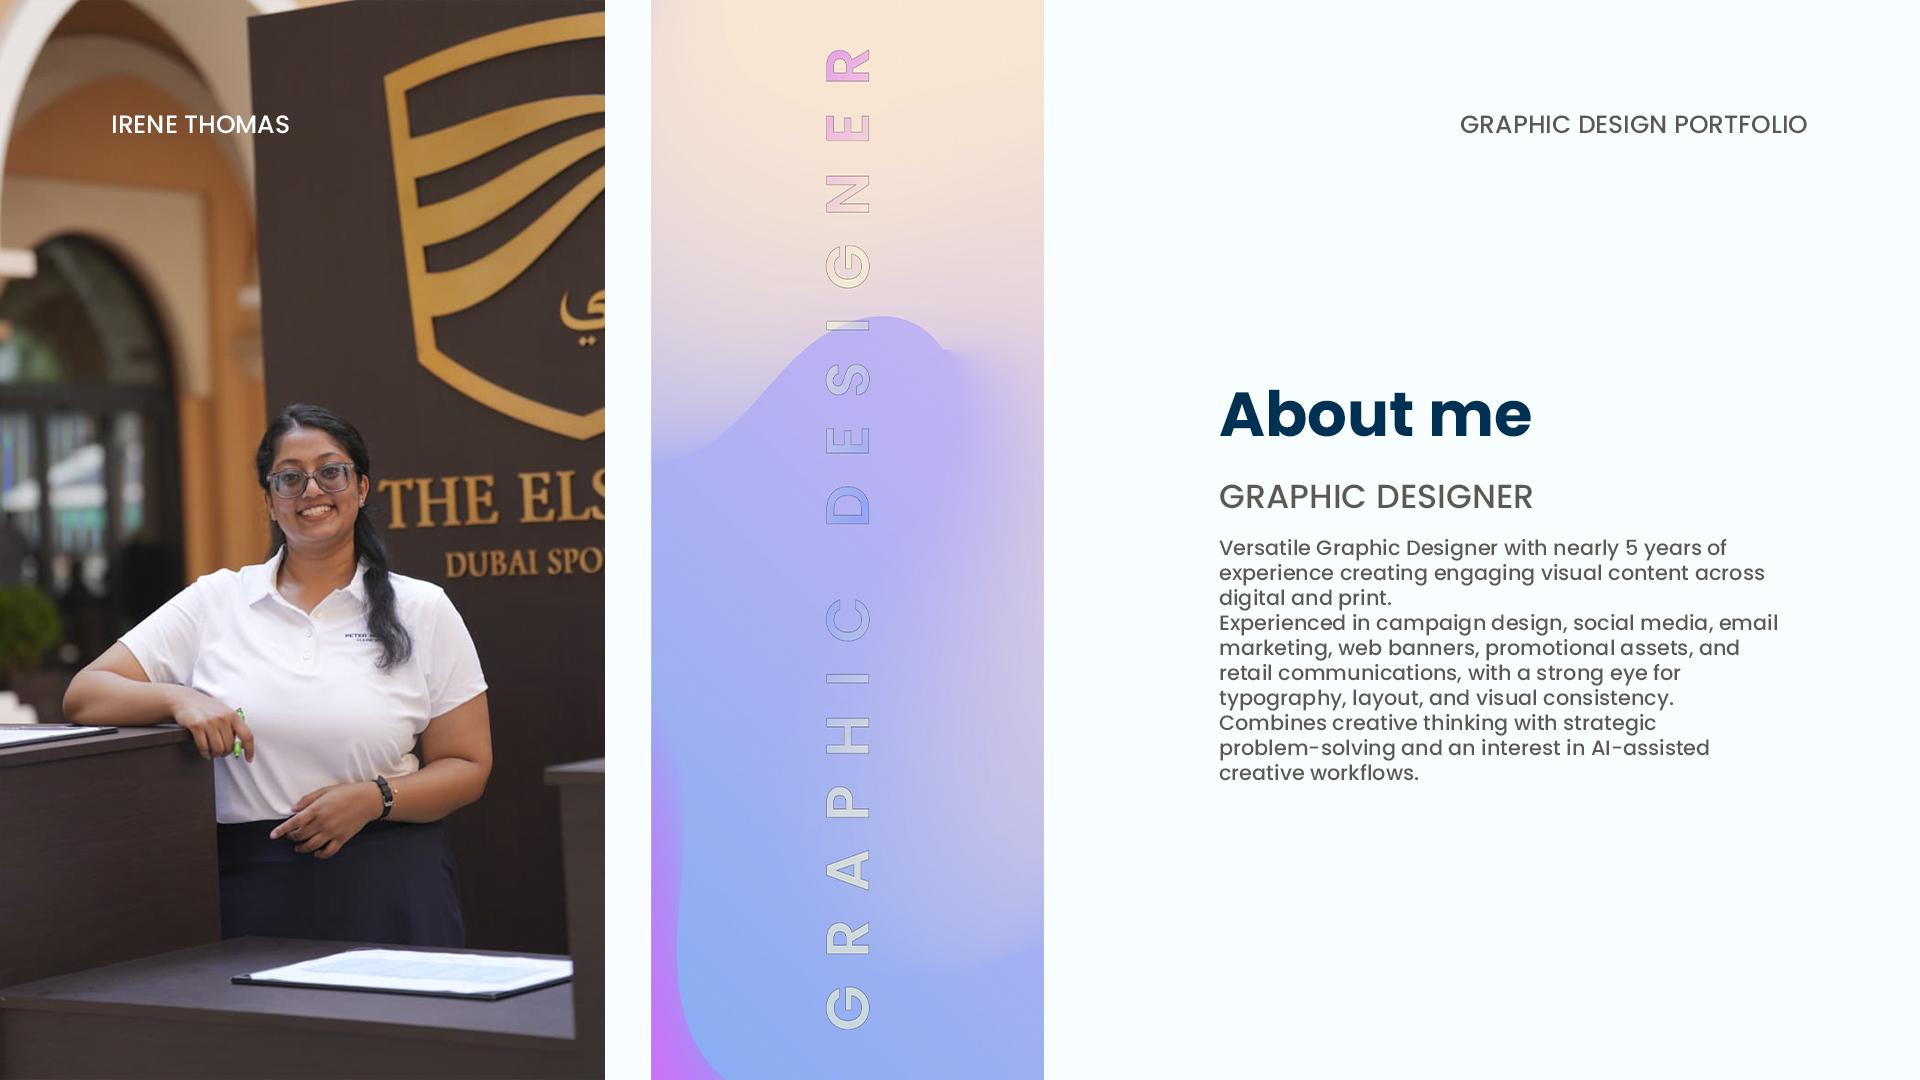 IRENE THOMAS
GRAPHIC DESIGN PORTFOLIO
ي
THE ELS
DUBAI SPO
PETER
GRAPHIC DESIGNER
About me
GRAPHIC DESIGNER
Versatile Graphic Designer with nearly 5 years of
experience creating engaging visual content across
digital and print.
Experienced in campaign design, social media, email
marketing, web banners, promotional assets, and
retail communications, with a strong eye for
typography, layout, and visual consistency.
Combines creative thinking with strategic
problem-solving and an interest in AI-assisted
creative workflows.